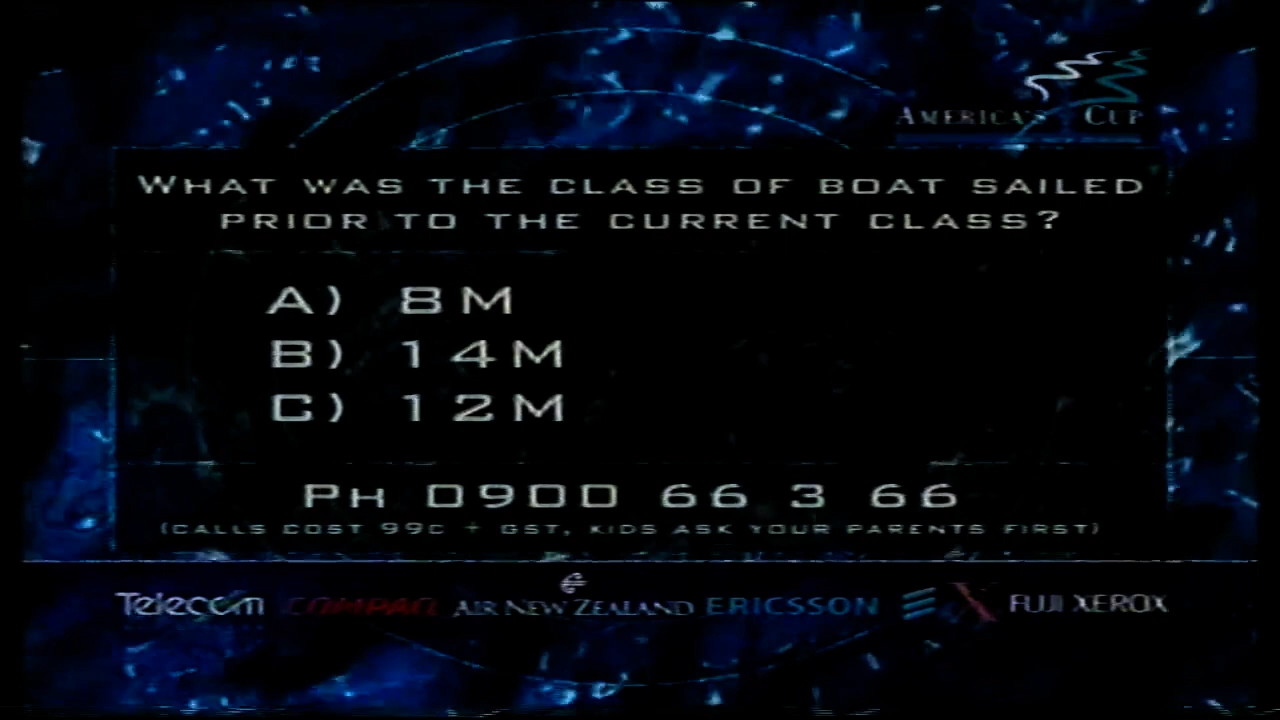 AMERICA'S CUP
WHAT WAS THE CLASS OF BOAT SAILED
PRIOR TO THE CURRENT CLASS?
A) 8M
B) 14M
C) 12M
PH 0900 66 3 66
(CALLS COST 99C + GST, KIDS ASK YOUR PARENTS FIRST)
Telecom COMPAQ AIR NEW ZEALAND ERICSSON FUJI XEROX